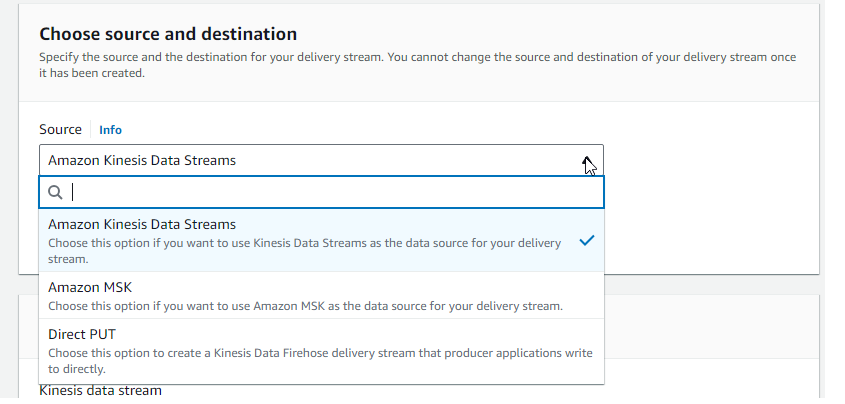 Choose source and destination
Specify the source and the destination for your delivery stream. You cannot change the source and destination of your delivery stream once
it has been created.
Source Info
Amazon Kinesis Data Streams
Amazon Kinesis Data Streams
Choose this option if you want to use Kinesis Data Streams as the data source for your delivery
stream.
Amazon MSK
Choose this option if you want to use Amazon MSK as the data source for your delivery stream.
Direct PUT
Choose this option to create a Kinesis Data Firehose delivery stream that producer applications write
to directly.
Kinesis data stream